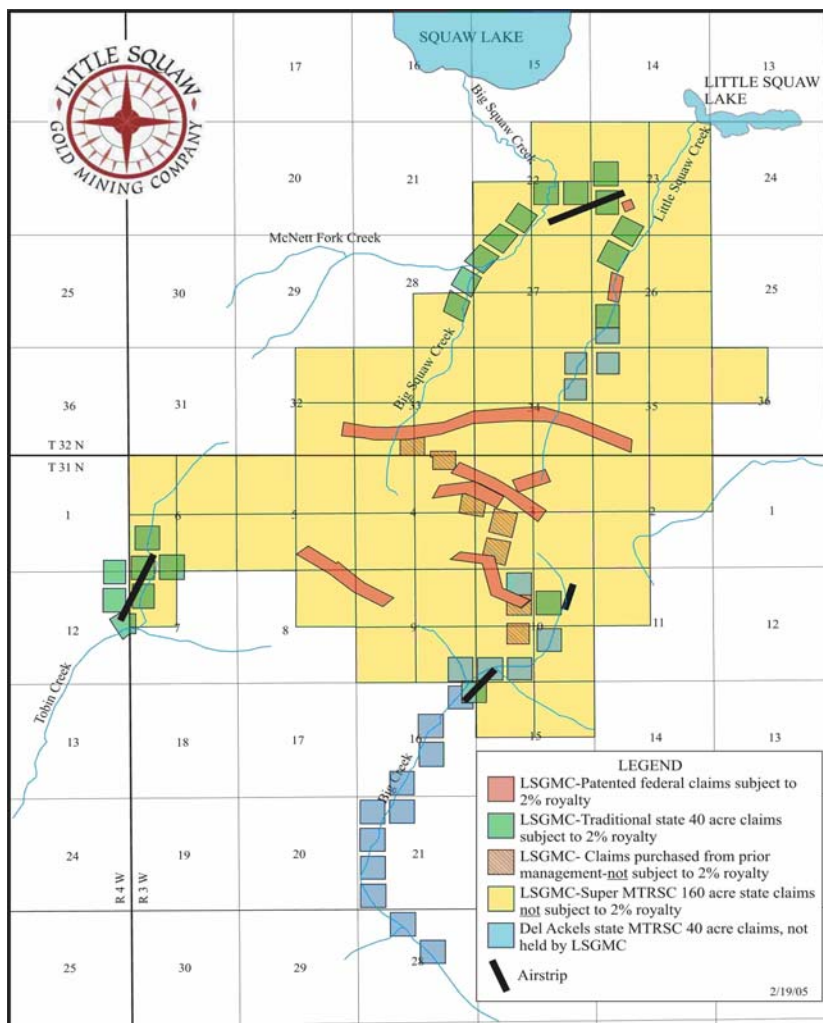 LITTLE SQUAW
GOLD MINING COMPANY
SQUAW LAKE
17 16 15 14 13
LITTLE SQUAW
LAKE
Big Squaw Creek
20 21 22 23 24
Little Squaw Creek
McNett Fork Creek
25 30 29 28 27 26 25
Big Squaw Creek
36 31 32 33 34 35 36
T 32 N
T 31 N
1 6 5 4 2
12 7 8 9 10 11 12
Tobin Creek
13 18 17 16 15 14 13
Big Creek
24 19 20 21
R 4 W
R 3 W
25 30 29 28
LEGEND
LSGMC-Patented federal claims subject to
2% royalty
LSGMC-Traditional state 40 acre claims
subject to 2% royalty
LSGMC- Claims purchased from prior
management-not subject to 2% royalty
LSGMC-Super MTRSC 160 acre state claims
not subject to 2% royalty
Del Ackels state MTRSC 40 acre claims, not
held by LSGMC
Airstrip
2/19/05